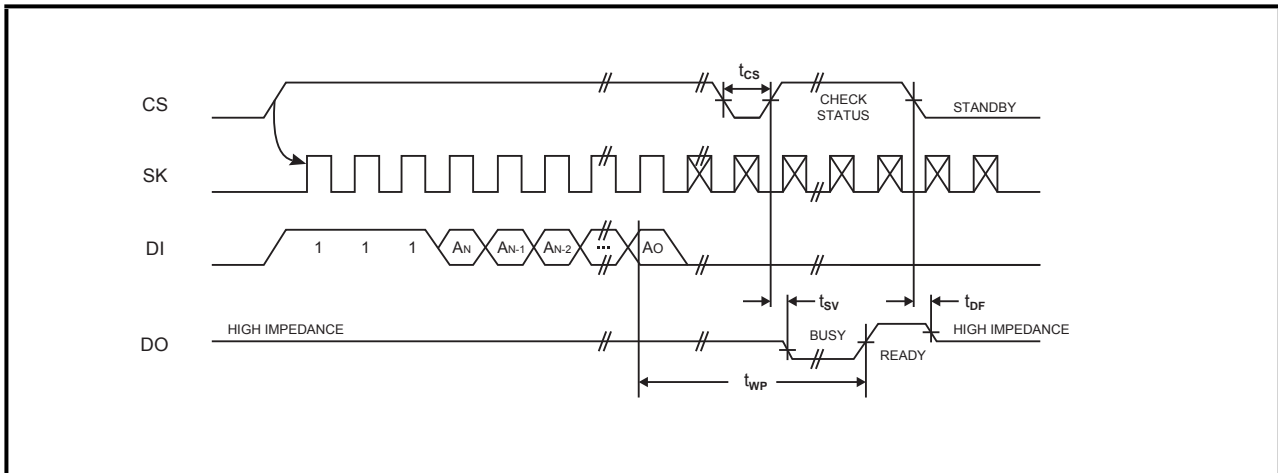 CS
tCS
CHECK
STATUS
STANDBY
SK
DI
1 1 1 AN AN-1 AN-2 ... AO
tSV
tDF
DO
HIGH IMPEDANCE
BUSY
READY
HIGH IMPEDANCE
tWP